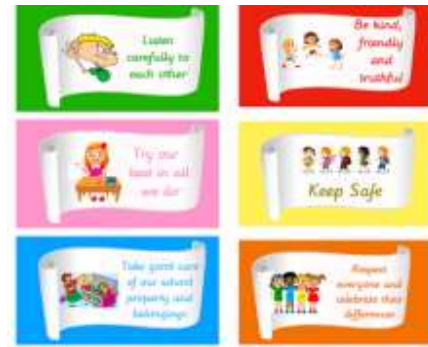 Listen
carefully to
each other
Be kind,
friendly
and
truthful
Try our
best in all
we do
Keep Safe
Take good care
of our school
property and
belongings
Respect
everyone and
celebrate their
differences